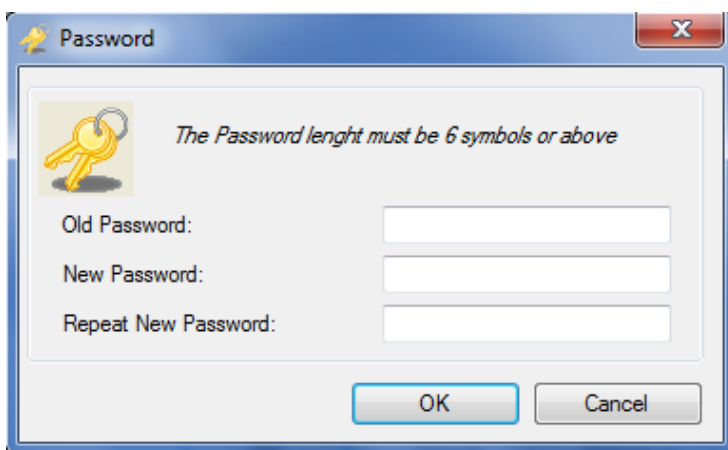 Password
The Password lenght must be 6 symbols or above
Old Password:
New Password:
Repeat New Password:
OK Cancel